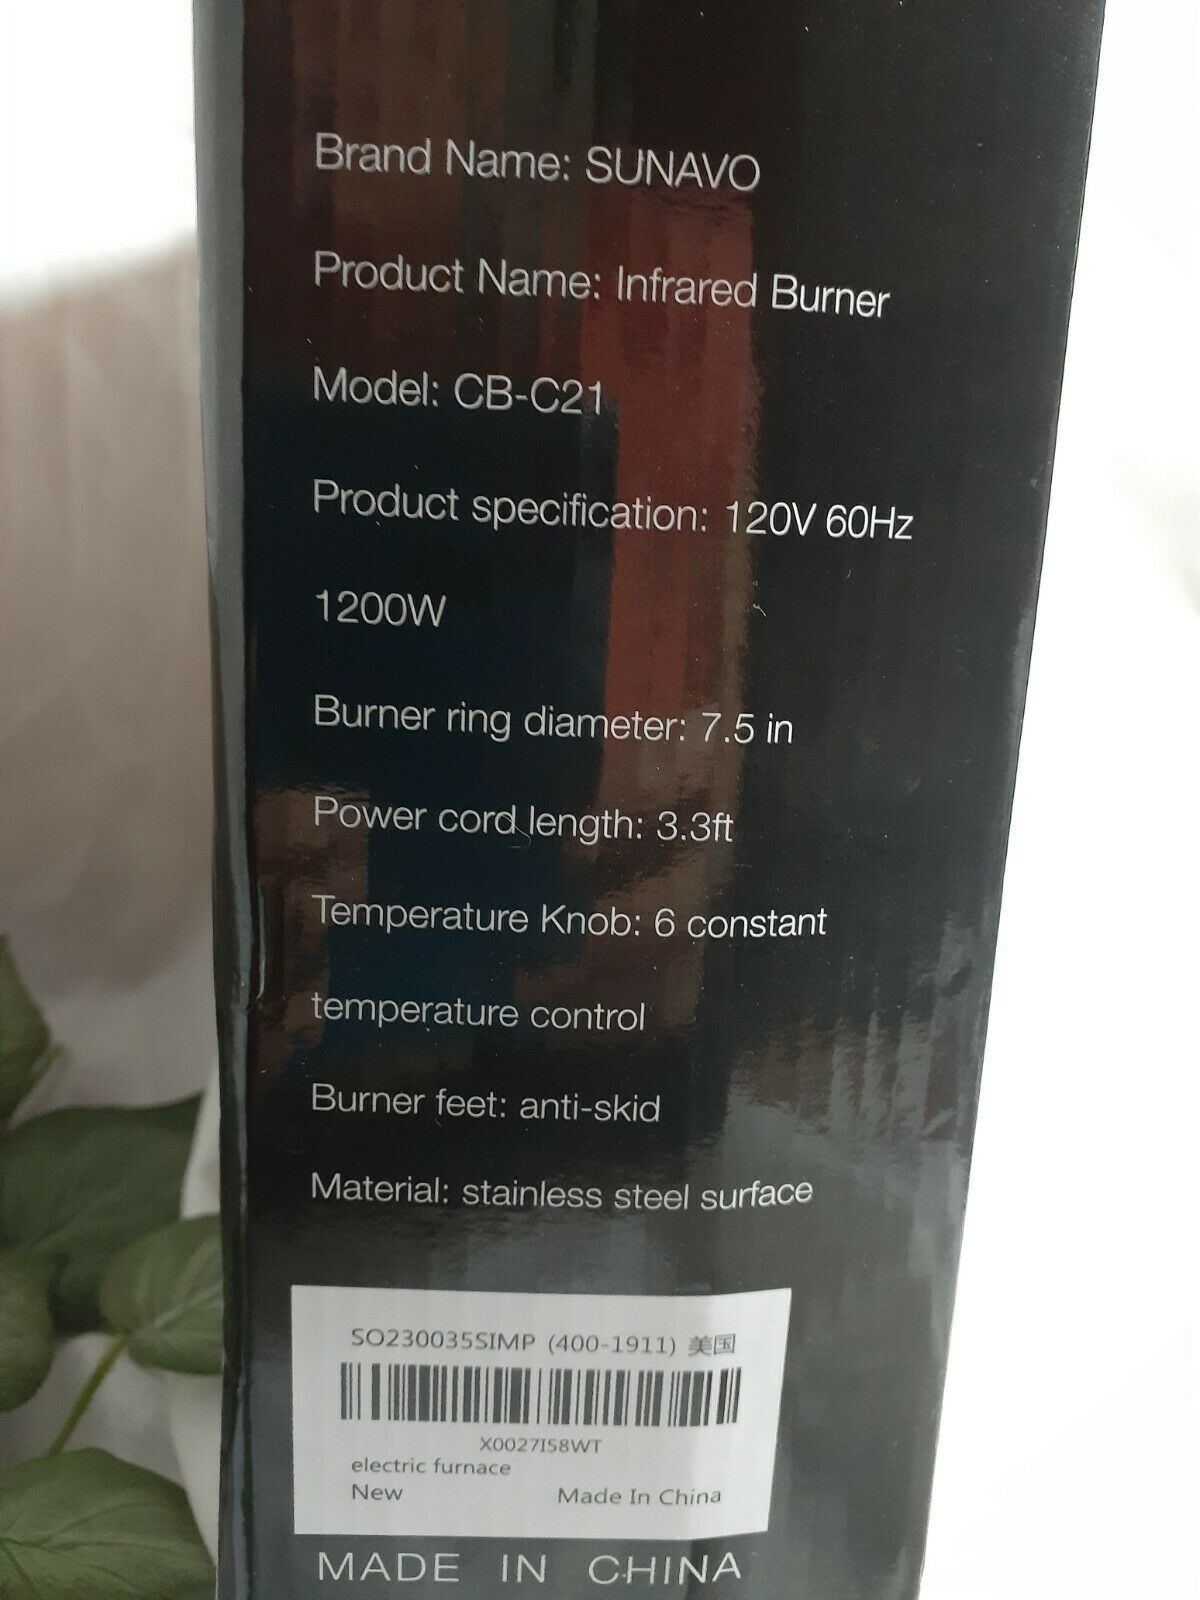 Brand Name: SUNAVO
Product Name: Infrared Burner
Model: CB-C21
Product specification: 120V 60Hz
1200W
Burner ring diameter: 7.5 in
Power cord length: 3.3ft
Temperature Knob: 6 constant
temperature control
Burner feet: anti-skid
Material: stainless steel surface
SO230035SIMP (400-1911) 美国
X0027I58WT
electric furnace
New Made In China
MADE IN CHINA